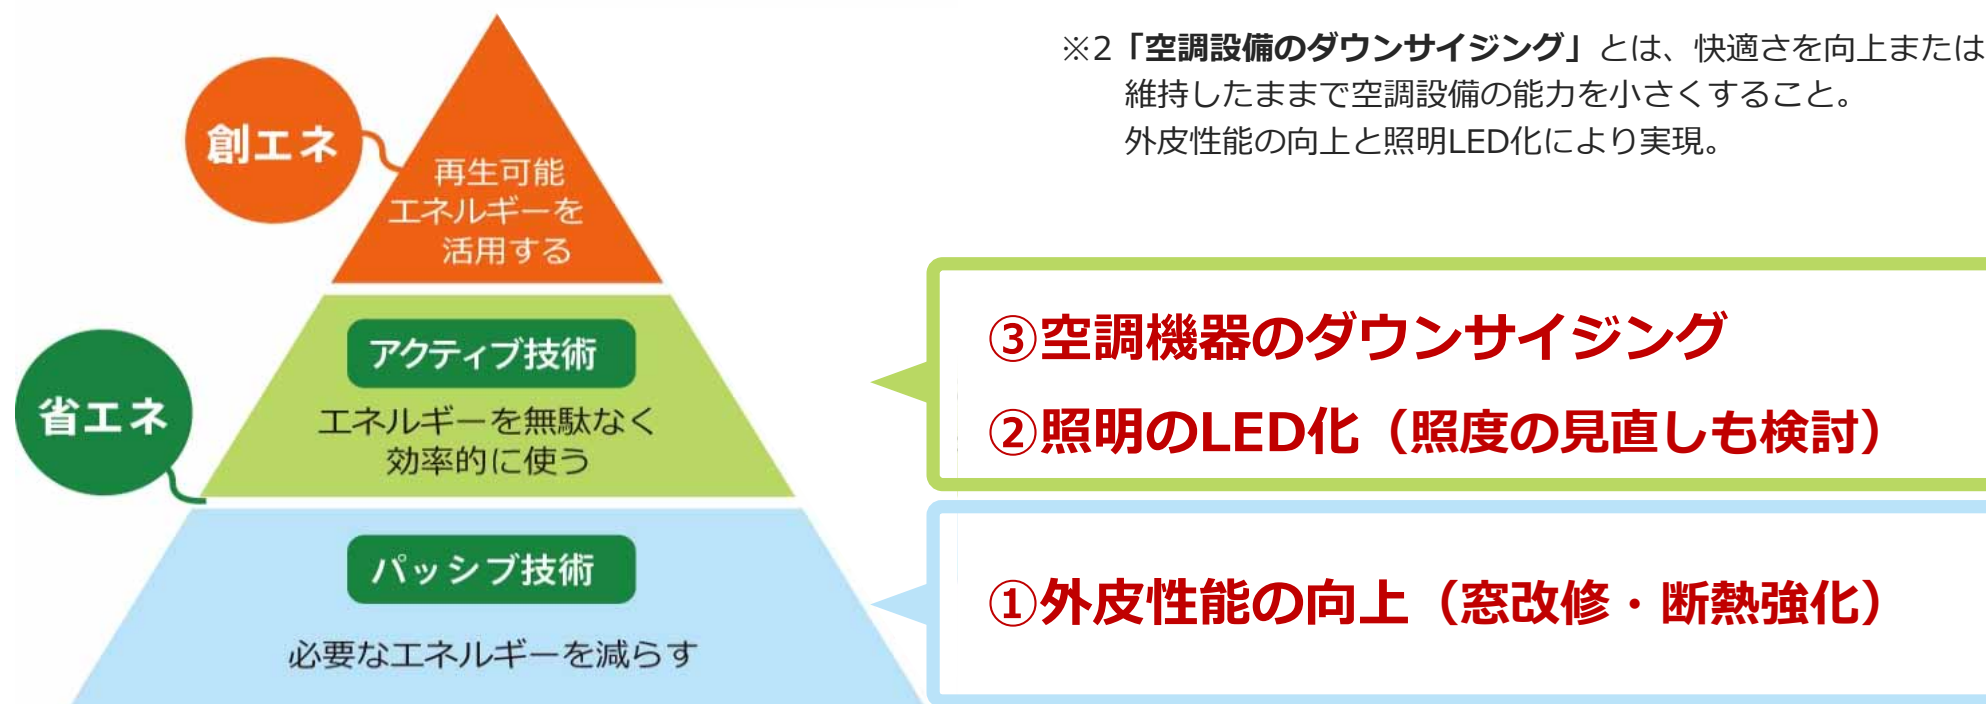 ※2「空調設備のダウンサイジング」とは、快適さを向上または
維持したままで空調設備の能力を小さくすること。
外皮性能の向上と照明LED化により実現。
創エネ
再生可能
エネルギーを
活用する
省エネ
アクティブ技術
エネルギーを無駄なく
効率的に使う
③空調機器のダウンサイジング
②照明のLED化（照度の見直しも検討）
パッシブ技術
必要なエネルギーを減らす
①外皮性能の向上（窓改修・断熱強化）